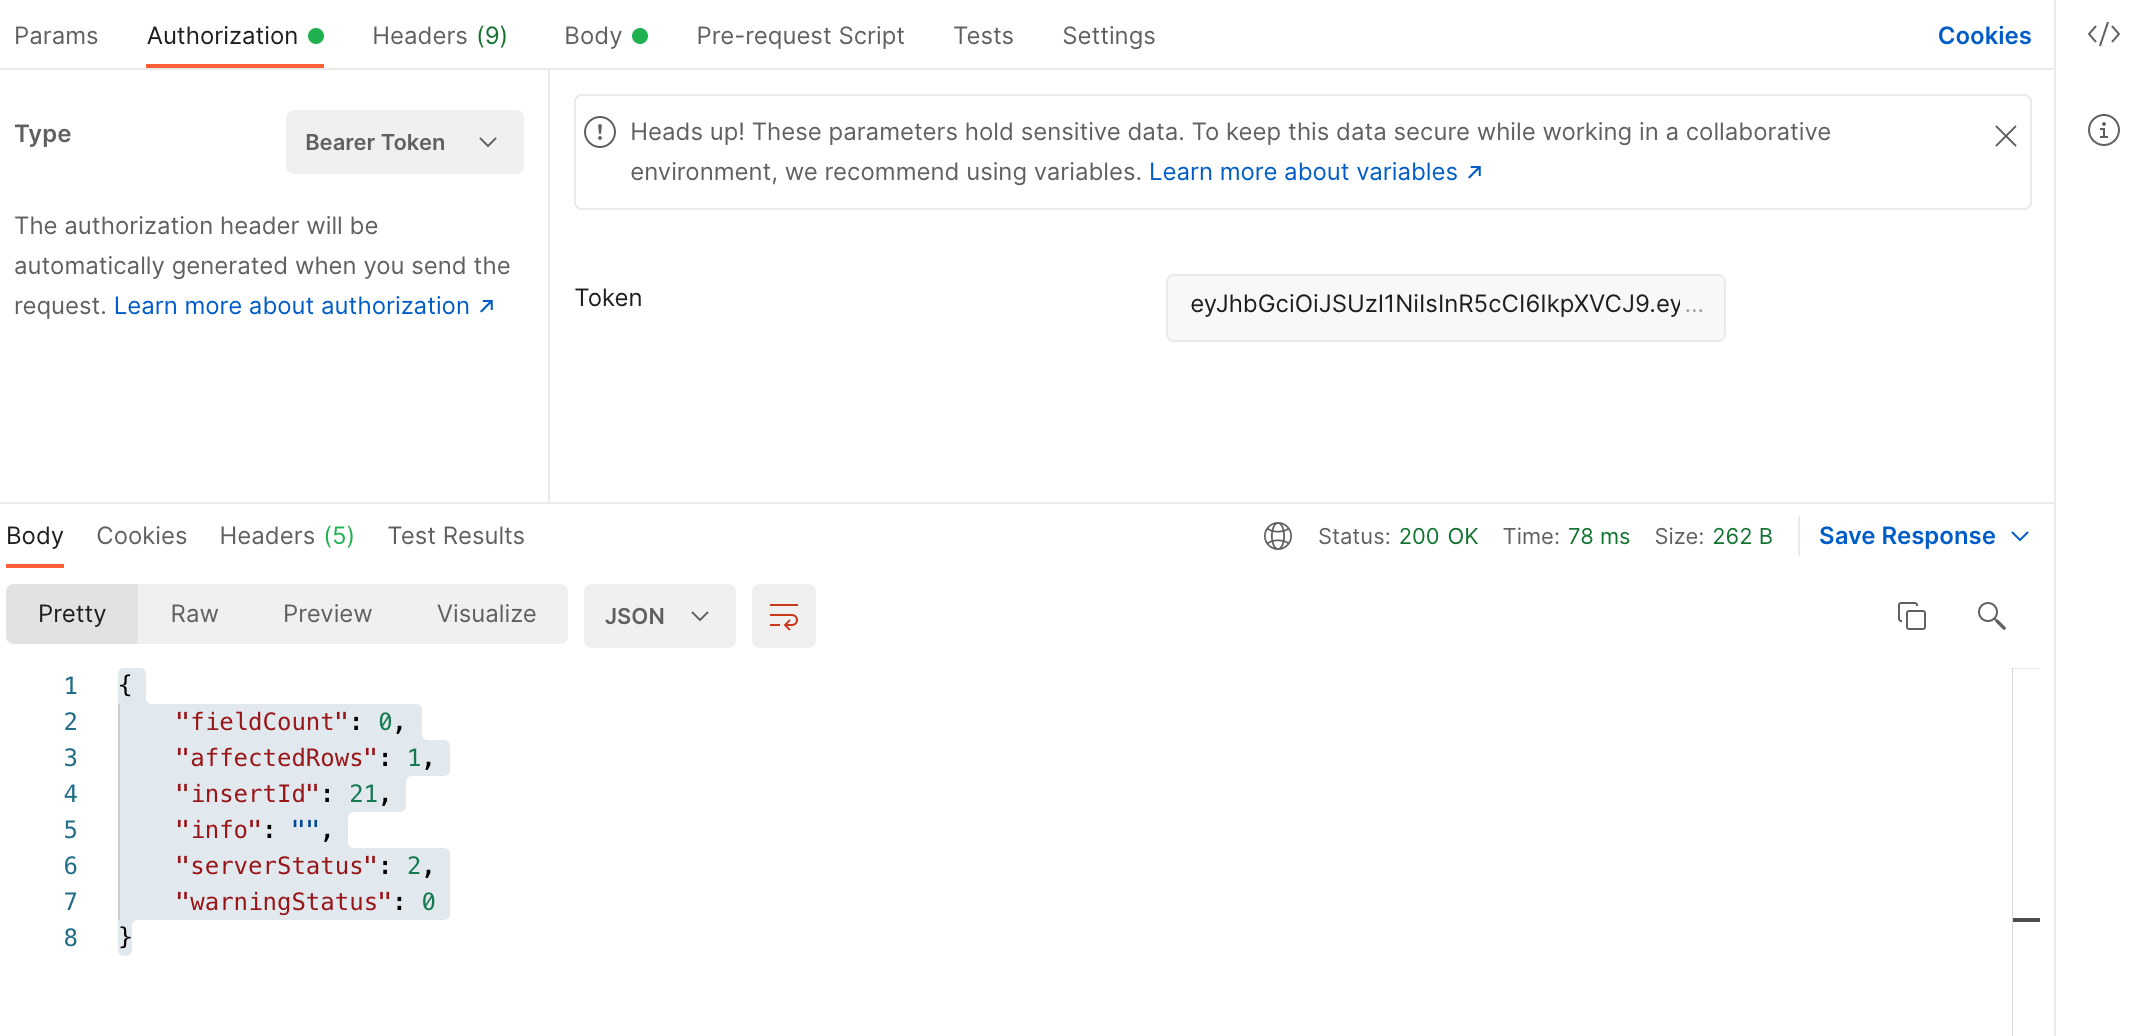 Params Authorization Headers (9) Body Pre-request Script Tests Settings Cookies
Type
Bearer Token
The authorization header will be
automatically generated when you send the
request. Learn more about authorization ↗
Heads up! These parameters hold sensitive data. To keep this data secure while working in a collaborative
environment, we recommend using variables. Learn more about variables ↗
Token
eyJhbGciOiJSUzI1NiIsInR5cCI6IkpXVCJ9.ey...
Body Cookies Headers (5) Test Results Status: 200 OK Time: 78 ms Size: 262 B Save Response
Pretty Raw Preview Visualize JSON
1 {
2 "fieldCount": 0,
3 "affectedRows": 1,
4 "insertId": 21,
5 "info": "",
6 "serverStatus": 2,
7 "warningStatus": 0
8 }